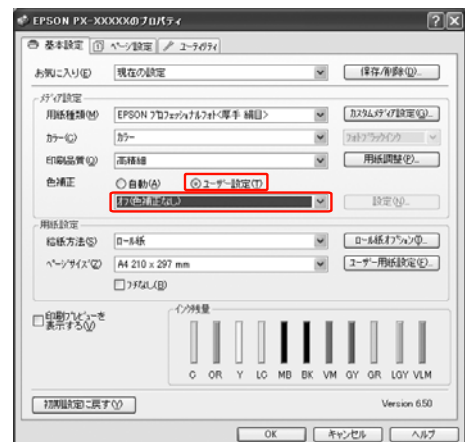 EPSON PX-XXXXXのプロパティ
基本設定 ページ設定 ユーティリティ
お気に入り(E) 現在の設定 保存/削除(D)...
メディア設定
用紙種類(M) EPSON プロフェッショナルフォト<厚手 絹目> カスタムメディア設定(G)...
カラー(C) カラー フォトブラックインク
印刷品質(Q) 高精細 用紙調整(P)...
色補正 自動(A) ユーザー設定(T)
オフ(色補正なし) 設定(N)...
用紙設定
給紙方法(S) ロール紙 ロール紙オプション(I)...
ページサイズ(Z) A4 210 x 297 mm ユーザー用紙設定(F)...
フチなし(B)
印刷プレビューを
表示する(V)
インク残量
C OR Y LC MB BK VM GY GR LGY VLM
初期設定に戻す(Y) Version 6.50
OK キャンセル ヘルプ